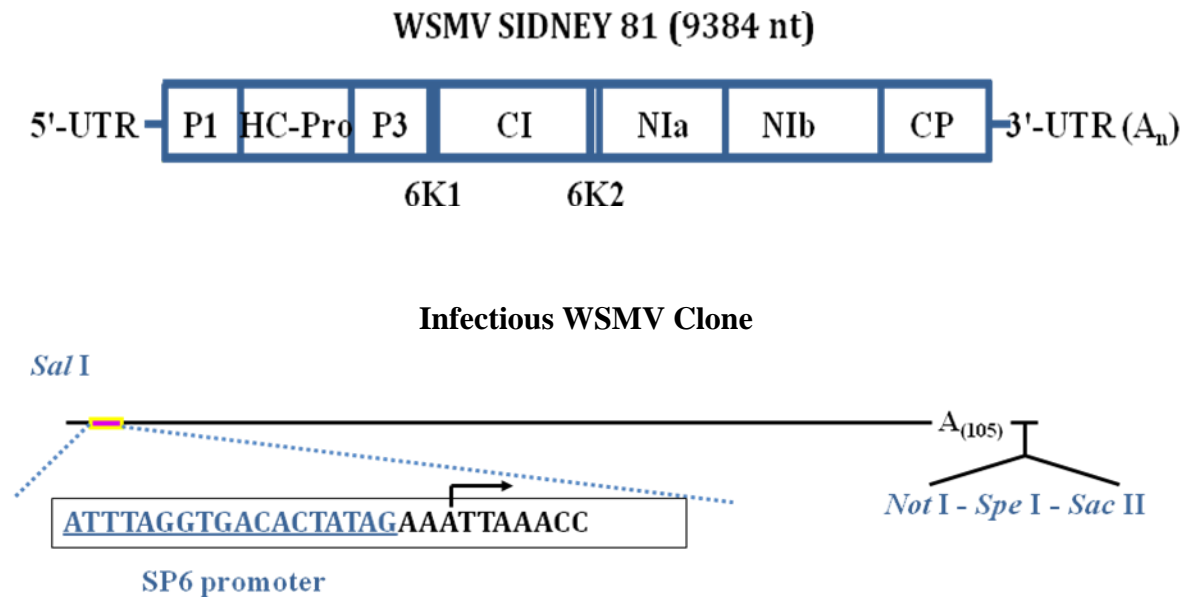 WSMV SIDNEY 81 (9384 nt)
5'-UTR P1 HC-Pro P3 CI NIa NIb CP 3'-UTR (An)
6K1 6K2
Infectious WSMV Clone
Sal I
A(105)
Not I - Spe I - Sac II
ATTTAGGTGACACTATAGAAATTAAACC
SP6 promoter